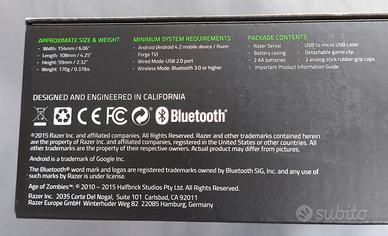 APPROXIMATE SIZE & WEIGHT
• Width: 154mm / 6.06"
• Length: 108mm / 4.25"
• Height: 59mm / 2.32"
• Weight: 170g / 0.37lbs
MINIMUM SYSTEM REQUIREMENTS
• Android (Android 4.2 mobile device / Razer Forge TV)
• Wired Mode: USB 2.0 port
• Wireless Mode: Bluetooth 3.0 or higher
PACKAGE CONTENTS
• Razer Serval
• Battery casing
• 2 AA batteries
• Important Product Information Guide
• USB to micro USB cable
• Detachable game clip
• 2 analog stick rubber grip caps
DESIGNED AND ENGINEERED IN CALIFORNIA
CE FC Bluetooth®
©2015 Razer Inc. and affiliated companies. All Rights Reserved. Razer and other trademarks contained herein
are the property of Razer Inc. and affiliated companies, registered in the United States or other countries. All
other trademarks are the property of their respective owners. Actual product may differ from pictures.
Android is a trademark of Google Inc.
The Bluetooth® word mark and logos are registered trademarks owned by Bluetooth SIG, Inc. and any use of
such marks by Razer is under license.
Age of Zombies™: © 2010 – 2015 Halfbrick Studios Pty Ltd. All Rights Reserved.
Razer Inc. 2035 Corte Del Nogal, Suite 101, Carlsbad, CA 92011
Razer Europe GmbH Winterhuder Weg 82 22085 Hamburg, Germany
subito